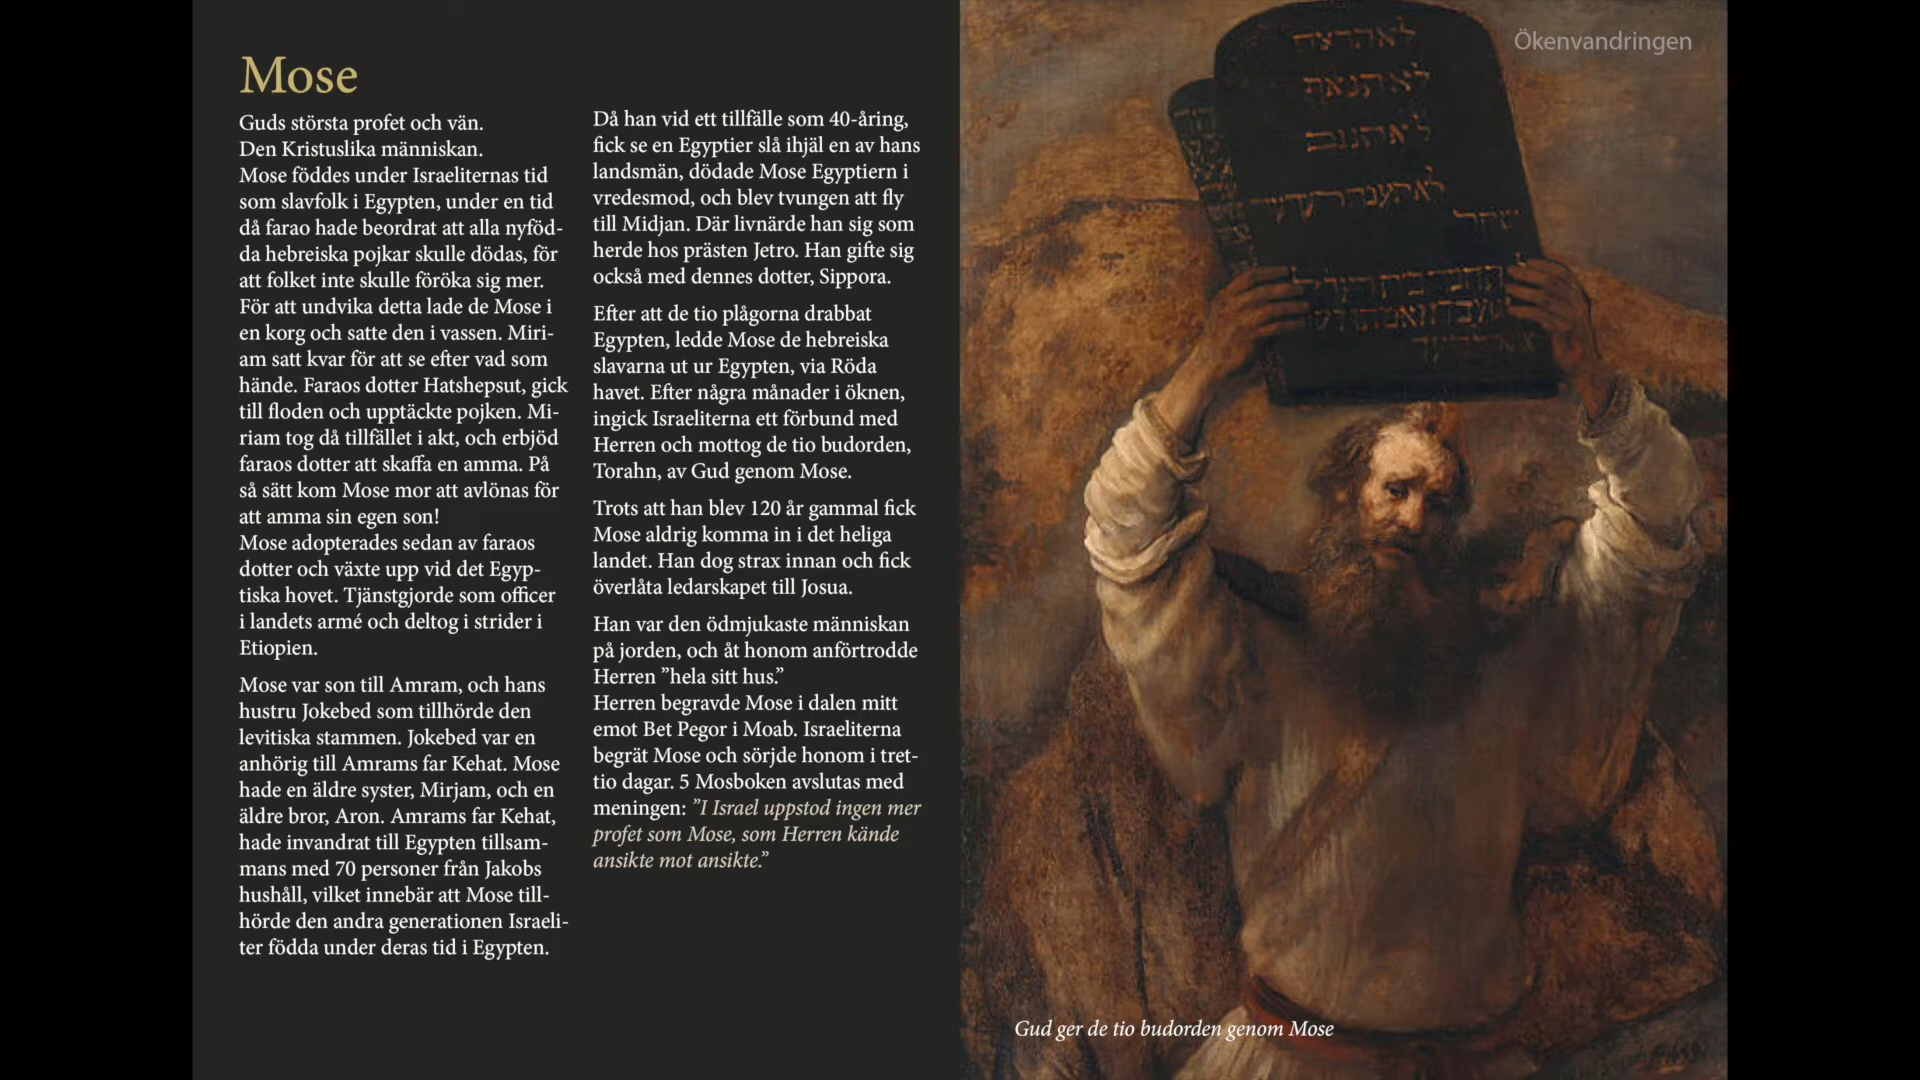 Mose
Guds största profet och vän.
Den Kristuslika människan.
Mose föddes under Israeliternas tid
som slavfolk i Egypten, under en tid
då farao hade beordrat att alla nyföd-
da hebreiska pojkar skulle dödas, för
att folket inte skulle föröka sig mer.
För att undvika detta lade de Mose i
en korg och satte den i vassen. Miri-
am satt kvar för att se efter vad som
hände. Faraos dotter Hatshepsut, gick
till floden och upptäckte pojken. Mi-
riam tog då tillfället i akt, och erbjöd
faraos dotter att skaffa en amma. På
så sätt kom Mose mor att avlönas för
att amma sin egen son!
Mose adopterades sedan av faraos
dotter och växte upp vid det Egyp-
tiska hovet. Tjänstgjorde som officer
i landets armé och deltog i strider i
Etiopien.
Mose var son till Amram, och hans
hustru Jokebed som tillhörde den
levitiska stammen. Jokebed var en
anhörig till Amrams far Kehat. Mose
hade en äldre syster, Mirjam, och en
äldre bror, Aron. Amrams far Kehat,
hade invandrat till Egypten tillsam-
mans med 70 personer från Jakobs
hushåll, vilket innebär att Mose till-
hörde den andra generationen Israeli-
ter födda under deras tid i Egypten.
Då han vid ett tillfälle som 40-åring,
fick se en Egyptier slå ihjäl en av hans
landsmän, dödade Mose Egyptiern i
vredesmod, och blev tvungen att fly
till Midjan. Där livnärde han sig som
herde hos prästen Jetro. Han gifte sig
också med dennes dotter, Sippora.
Efter att de tio plågorna drabbat
Egypten, ledde Mose de hebreiska
slavarna ut ur Egypten, via Röda
havet. Efter några månader i öknen,
ingick Israeliterna ett förbund med
Herren och mottog de tio budorden,
Torahn, av Gud genom Mose.
Trots att han blev 120 år gammal fick
Mose aldrig komma in i det heliga
landet. Han dog strax innan och fick
överlåta ledarskapet till Josua.
Han var den ödmjukaste människan
på jorden, och åt honom anförtrodde
Herren ”hela sitt hus.”
Herren begravde Mose i dalen mitt
emot Bet Pegor i Moab. Israeliterna
begrät Mose och sörjde honom i tret-
tio dagar. 5 Mosboken avslutas med
meningen: ”I Israel uppstod ingen mer
profet som Mose, som Herren kände
ansikte mot ansikte.”
Ökenvandringen
Gud ger de tio budorden genom Mose